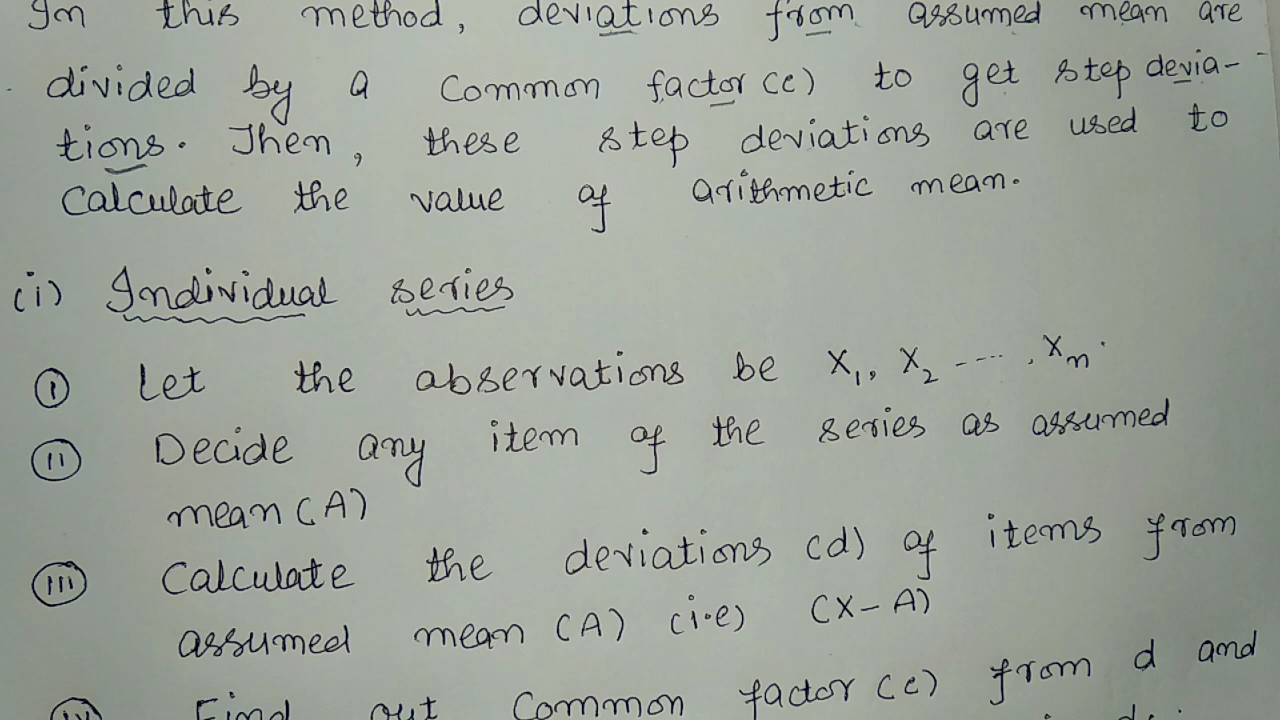 In this method, deviations from assumed mean are
divided by a common factor (c) to get step devia-
tions. Then, these step deviations are used to
calculate the value of arithmetic mean.
(i) Individual series
(i) Let the observations be X₁, X₂ ----, Xₙ.
(ii) Decide any item of the series as assumed
mean (A)
(iii) Calculate the deviations (d) of items from
assumed mean (A) (i.e) (X-A)
(iv) Find out common factor (c) from d and